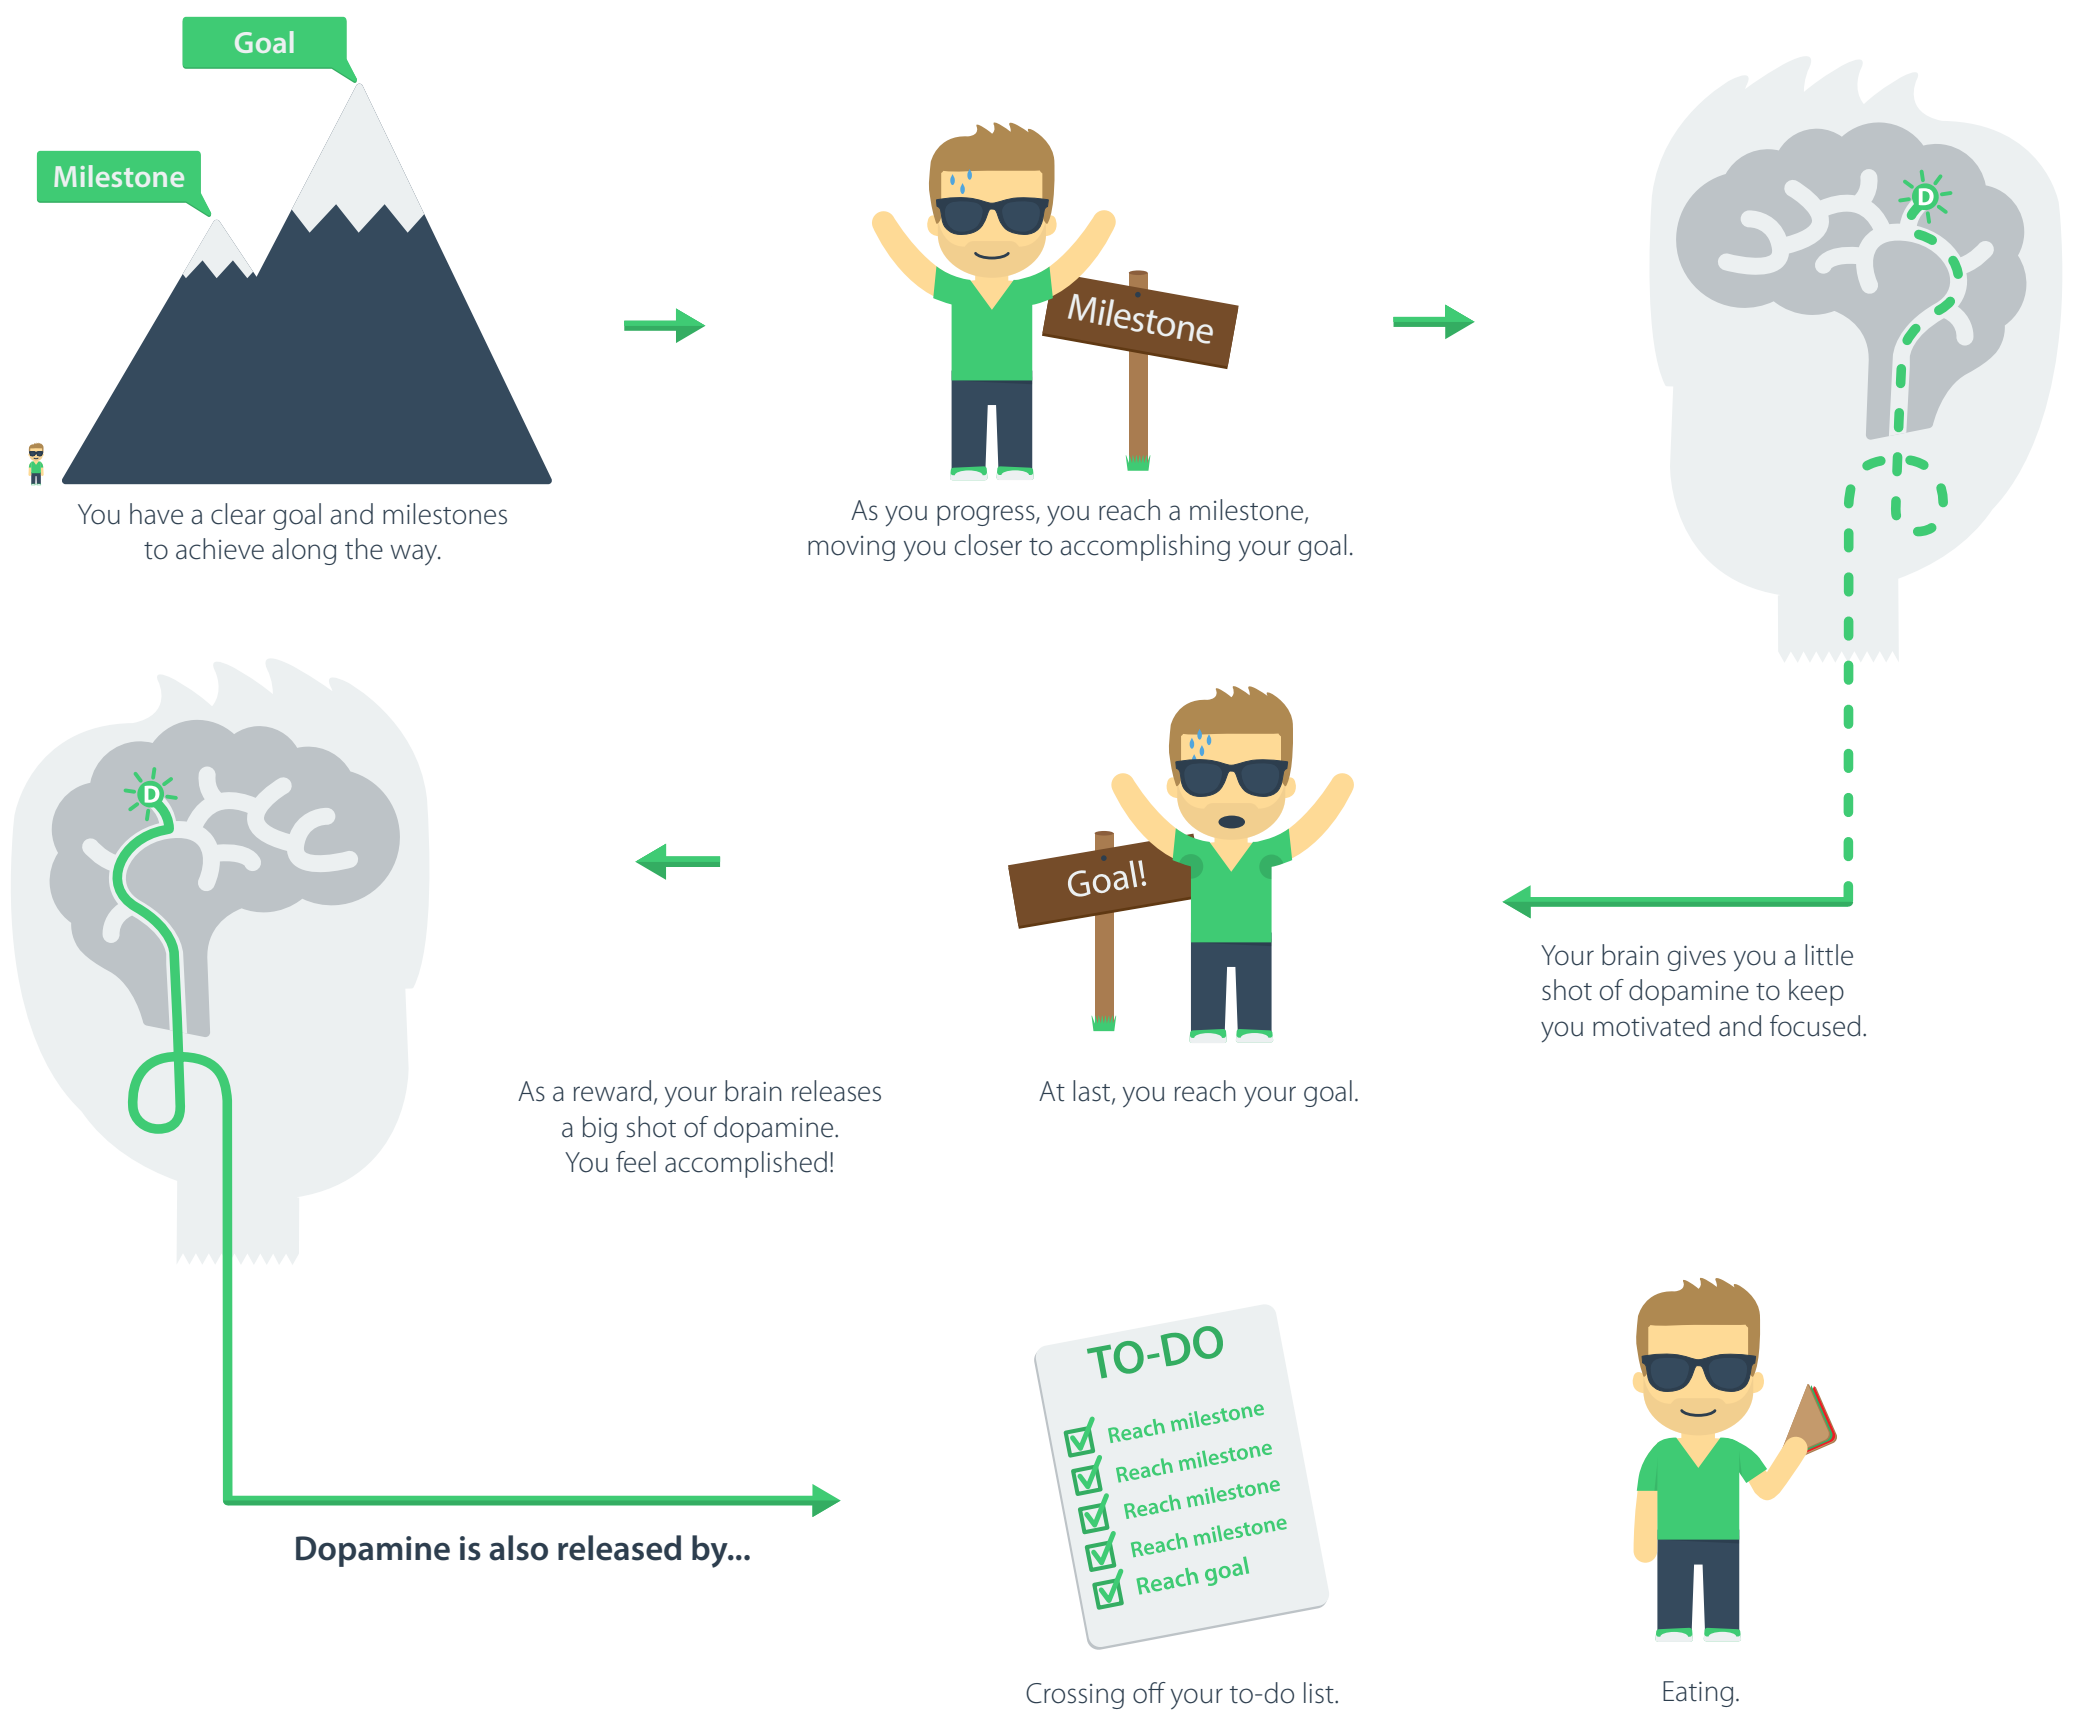 Goal
Milestone
You have a clear goal and milestones
to achieve along the way.
Milestone
As you progress, you reach a milestone,
moving you closer to accomplishing your goal.
D
Your brain gives you a little
shot of dopamine to keep
you motivated and focused.
Goal!
At last, you reach your goal.
D
As a reward, your brain releases
a big shot of dopamine.
You feel accomplished!
Dopamine is also released by...
TO-DO
Reach milestone
Reach milestone
Reach milestone
Reach milestone
Reach goal
Crossing off your to-do list.
Eating.